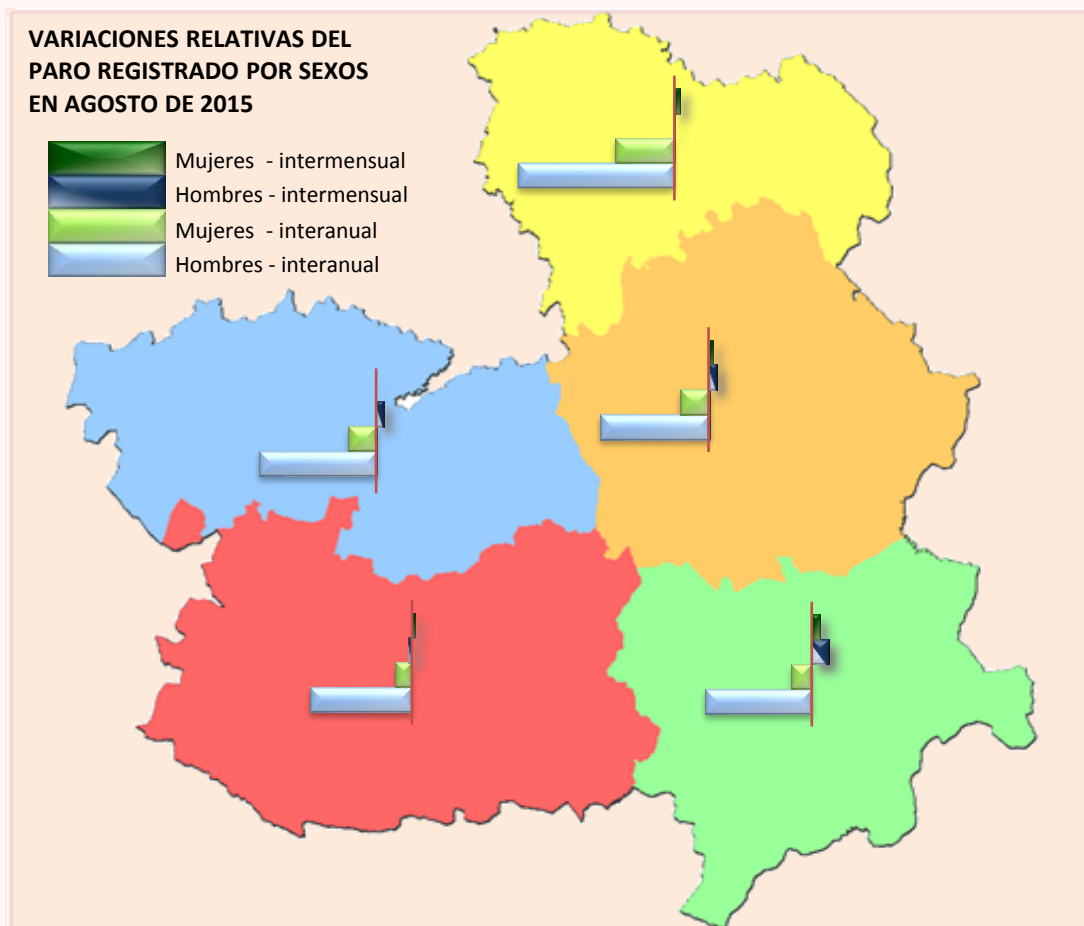 VARIACIONES RELATIVAS DEL
PARO REGISTRADO POR SEXOS
EN AGOSTO DE 2015
Mujeres - intermensual
Hombres - intermensual
Mujeres - interanual
Hombres - interanual